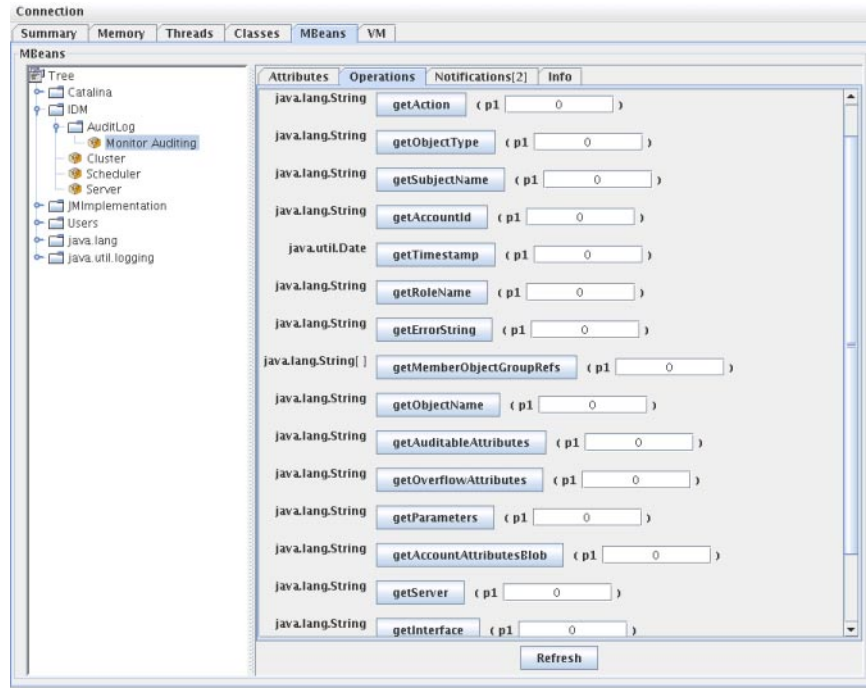 Connection
Summary Memory Threads Classes MBeans VM
MBeans
Tree
Catalina
IDM
AuditLog
Monitor Auditing
Cluster
Scheduler
Server
JMImplementation
Users
java.lang
java.util.logging
Attributes Operations Notifications[2] Info
java.lang.String getAction ( p1 0 )
java.lang.String getObjectType ( p1 0 )
java.lang.String getSubjectName ( p1 0 )
java.lang.String getAccountId ( p1 0 )
java.util.Date getTimestamp ( p1 0 )
java.lang.String getRoleName ( p1 0 )
java.lang.String getErrorString ( p1 0 )
java.lang.String[ ] getMemberObjectGroupRefs ( p1 0 )
java.lang.String getObjectName ( p1 0 )
java.lang.String getAuditableAttributes ( p1 0 )
java.lang.String getOverflowAttributes ( p1 0 )
java.lang.String getParameters ( p1 0 )
java.lang.String getAccountAttributesBlob ( p1 0 )
java.lang.String getServer ( p1 0 )
java.lang.String getInterface ( p1 0 )
Refresh